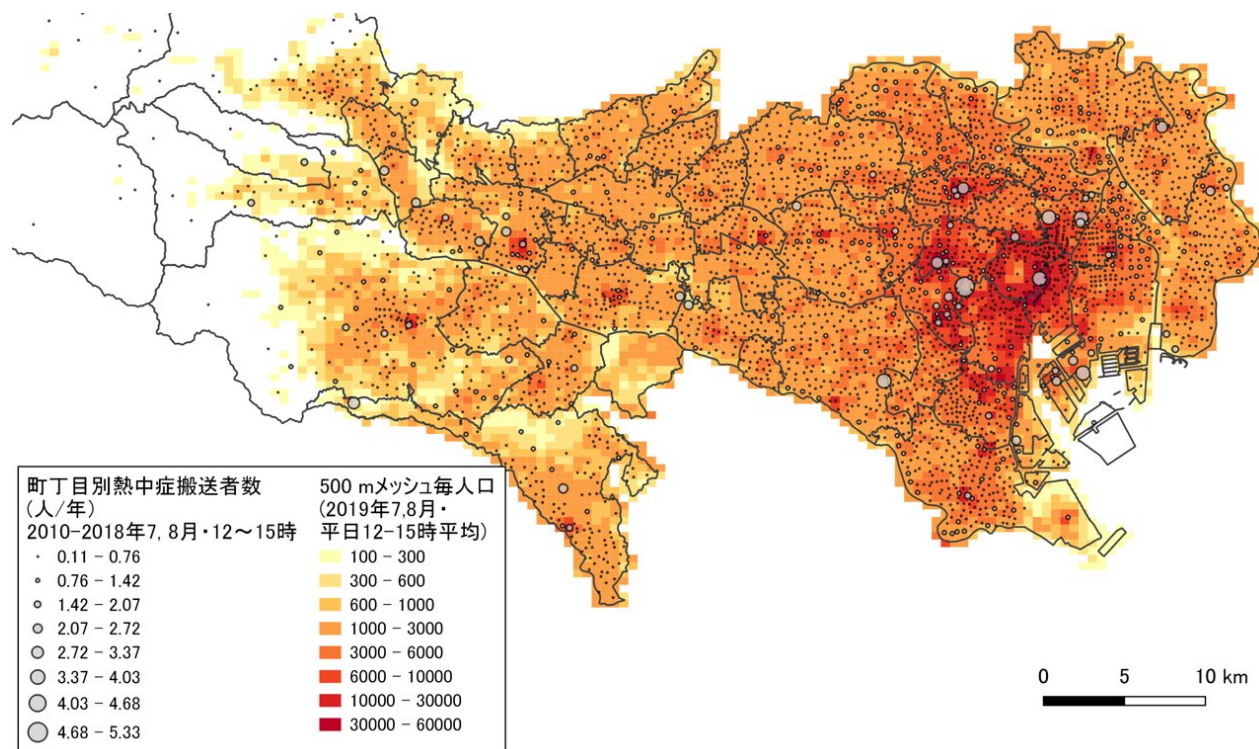 町丁目別熱中症搬送者数
(人/年)
2010-2018年7, 8月・12～15時
0.11 - 0.76
0.76 - 1.42
1.42 - 2.07
2.07 - 2.72
2.72 - 3.37
3.37 - 4.03
4.03 - 4.68
4.68 - 5.33
500 mメッシュ毎人口
(2019年7,8月・
平日12-15時平均)
100 - 300
300 - 600
600 - 1000
1000 - 3000
3000 - 6000
6000 - 10000
10000 - 30000
30000 - 60000
0 5 10 km